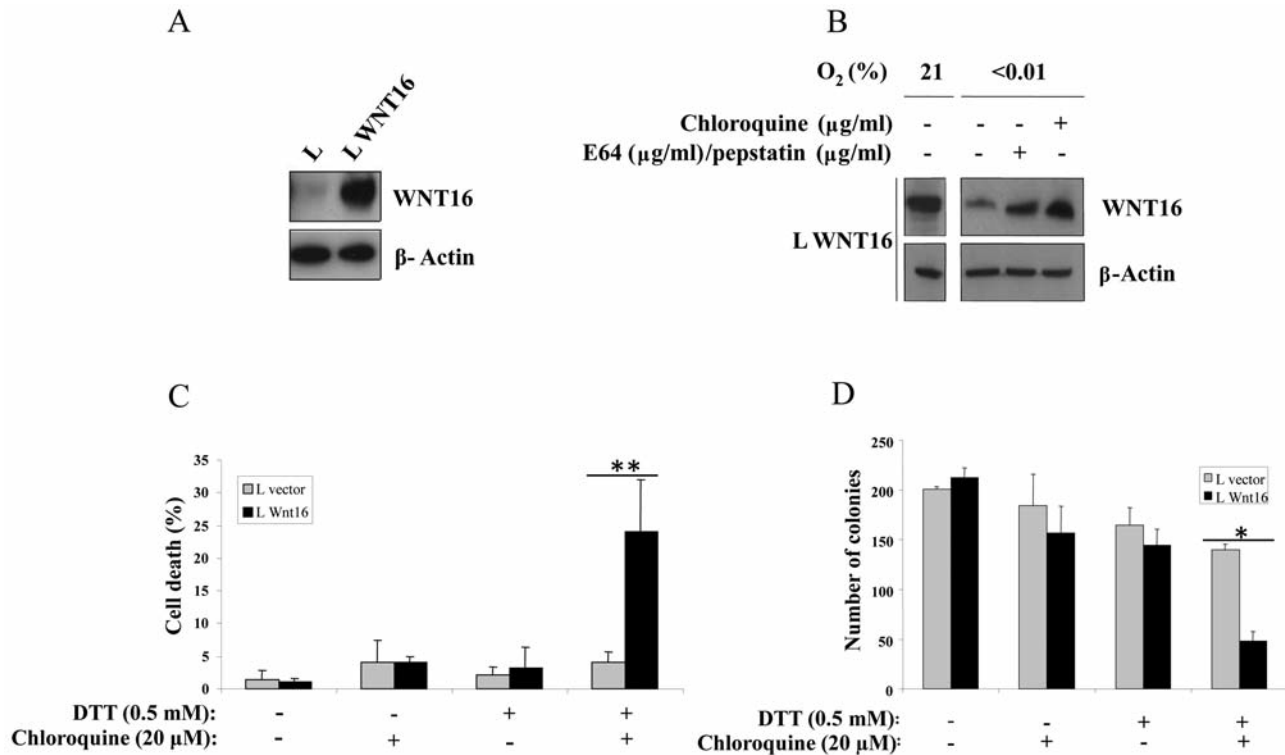 A
L
L WNT16
WNT16
β- Actin
B
O₂ (%) 21 <0.01
Chloroquine (µg/ml) - - - +
E64 (µg/ml)/pepstatin (µg/ml) - - + -
L WNT16
WNT16
β-Actin
C
Cell death (%)
35
30
25
20
15
10
5
0
L vector
L Wnt16
**
DTT (0.5 mM): - - + +
Chloroquine (20 µM): - + - +
D
Number of colonies
250
200
150
100
50
0
L vector
L Wnt16
*
DTT (0.5 mM): - - + +
Chloroquine (20 µM): - + - +